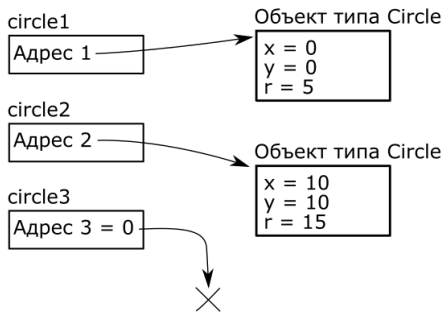 circle1
Адрес 1
Объект типа Circle
x = 0
y = 0
r = 5
circle2
Адрес 2
Объект типа Circle
x = 10
y = 10
r = 15
circle3
Адрес 3 = 0